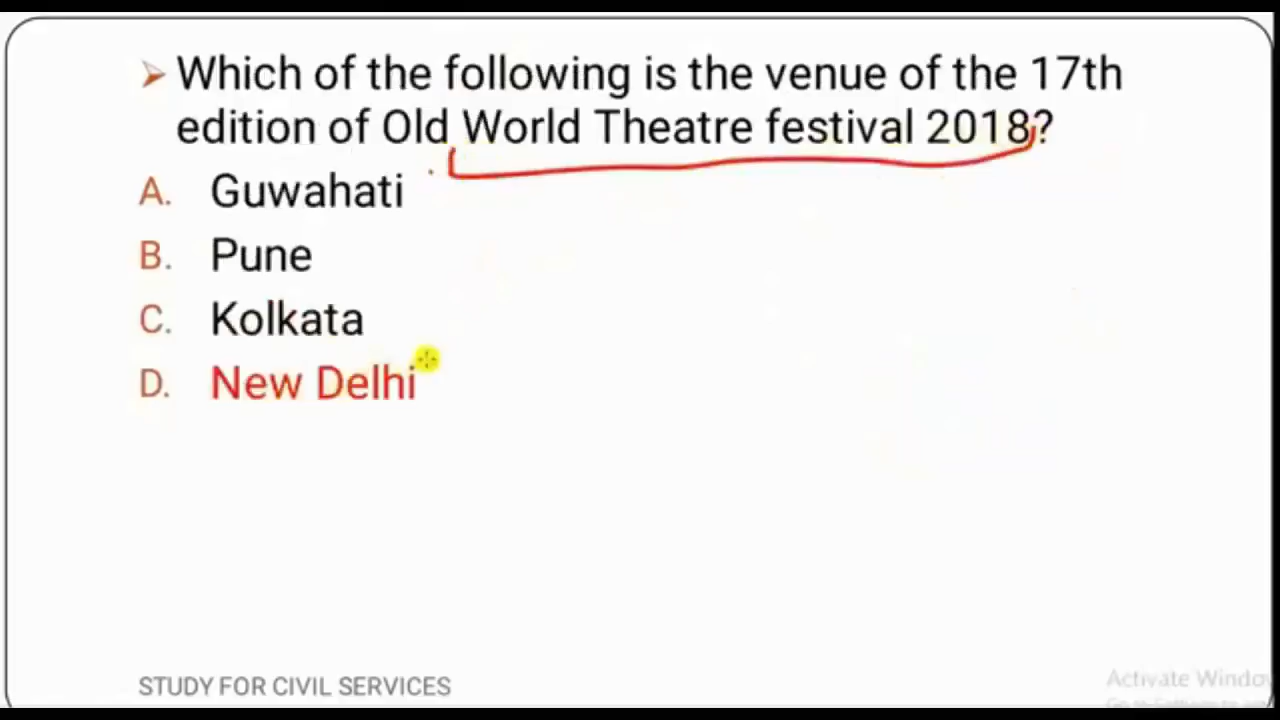 Which of the following is the venue of the 17th
edition of Old World Theatre festival 2018?
A. Guwahati
B. Pune
C. Kolkata
D. New Delhi
STUDY FOR CIVIL SERVICES
Activate Window